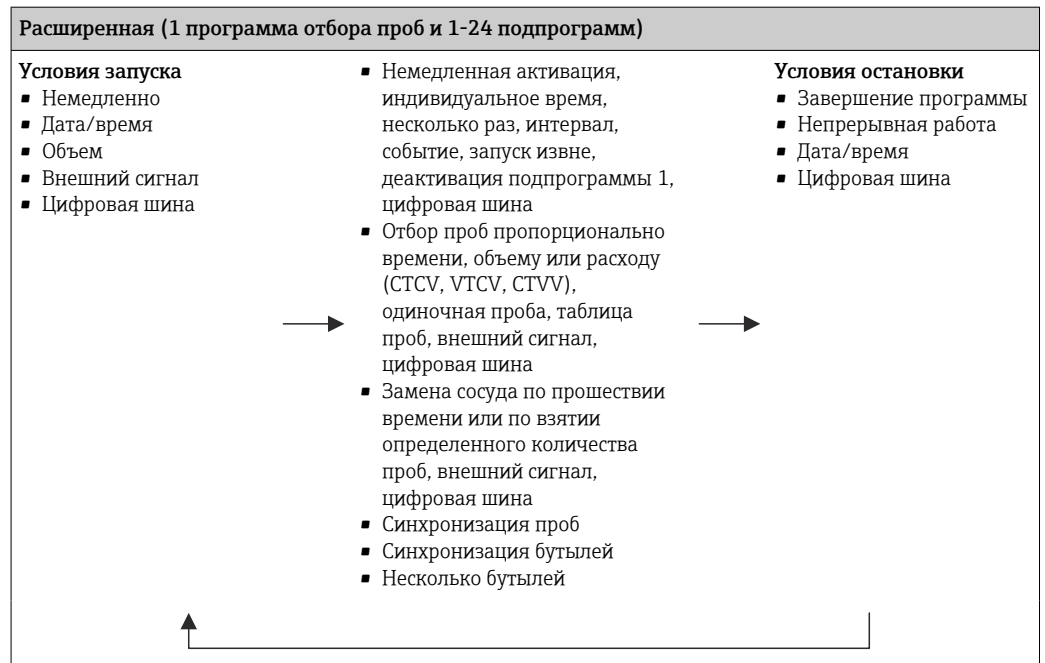 Расширенная (1 программа отбора проб и 1-24 подпрограмм)
Условия запуска
▪ Немедленно
▪ Дата/время
▪ Объем
▪ Внешний сигнал
▪ Цифровая шина
▪ Немедленная активация,
индивидуальное время,
несколько раз, интервал,
событие, запуск извне,
деактивация подпрограммы 1,
цифровая шина
▪ Отбор проб пропорционально
времени, объему или расходу
(CTCV, VTCV, CTVV),
одиночная проба, таблица
проб, внешний сигнал,
цифровая шина
▪ Замена сосуда по прошествии
времени или по взятии
определенного количества
проб, внешний сигнал,
цифровая шина
▪ Синхронизация проб
▪ Синхронизация бутылей
▪ Несколько бутылей
Условия остановки
▪ Завершение программы
▪ Непрерывная работа
▪ Дата/время
▪ Цифровая шина